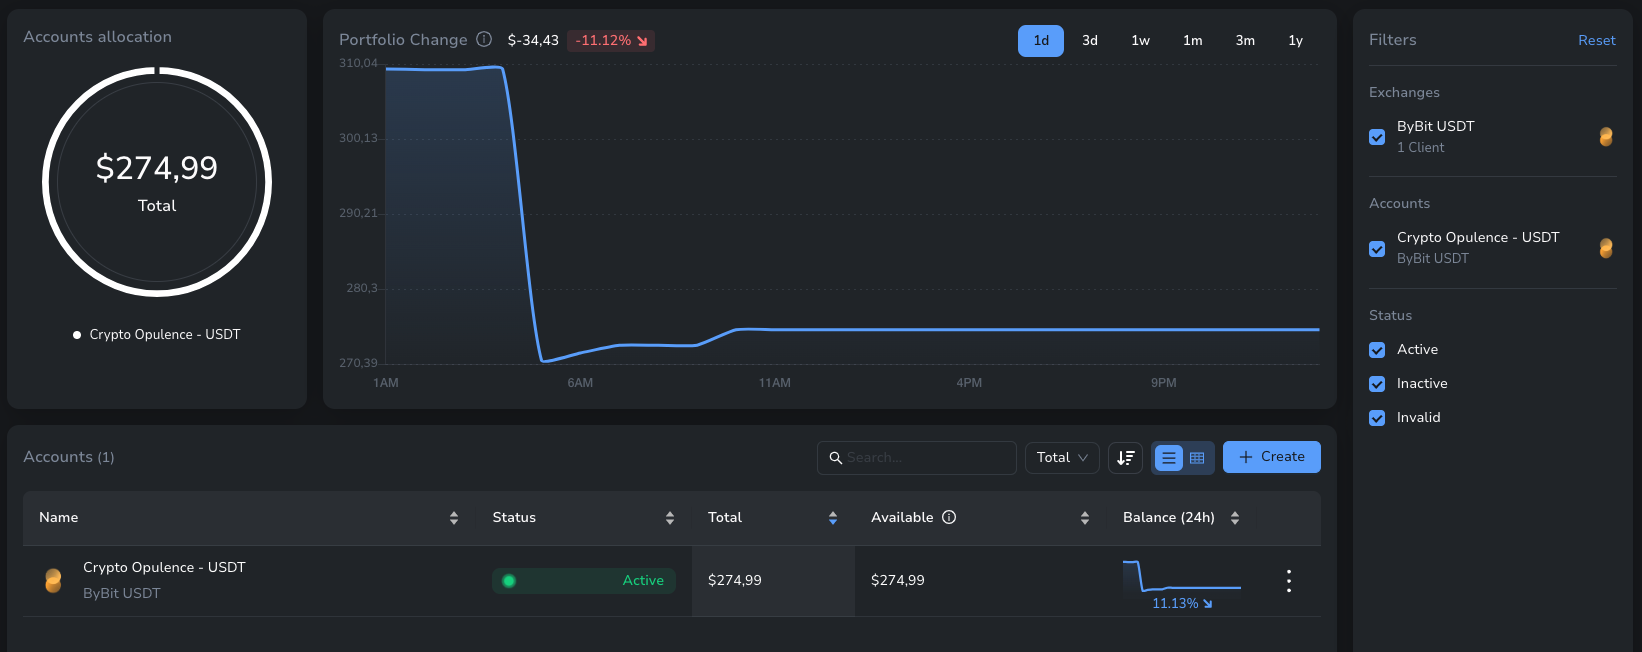 Accounts allocation
$274,99
Total
Crypto Opulence - USDT
Portfolio Change $-34,43 -11.12%
1d 3d 1w 1m 3m 1y
310,04
300,13
290,21
280,3
270,39
1AM 6AM 11AM 4PM 9PM
Filters Reset
Exchanges
ByBit USDT
1 Client
Accounts
Crypto Opulence - USDT
ByBit USDT
Status
Active
Inactive
Invalid
Accounts (1)
Search...
Total
Create
Name Status Total Available Balance (24h)
Crypto Opulence - USDT
ByBit USDT
Active
$274,99
$274,99
11.13%